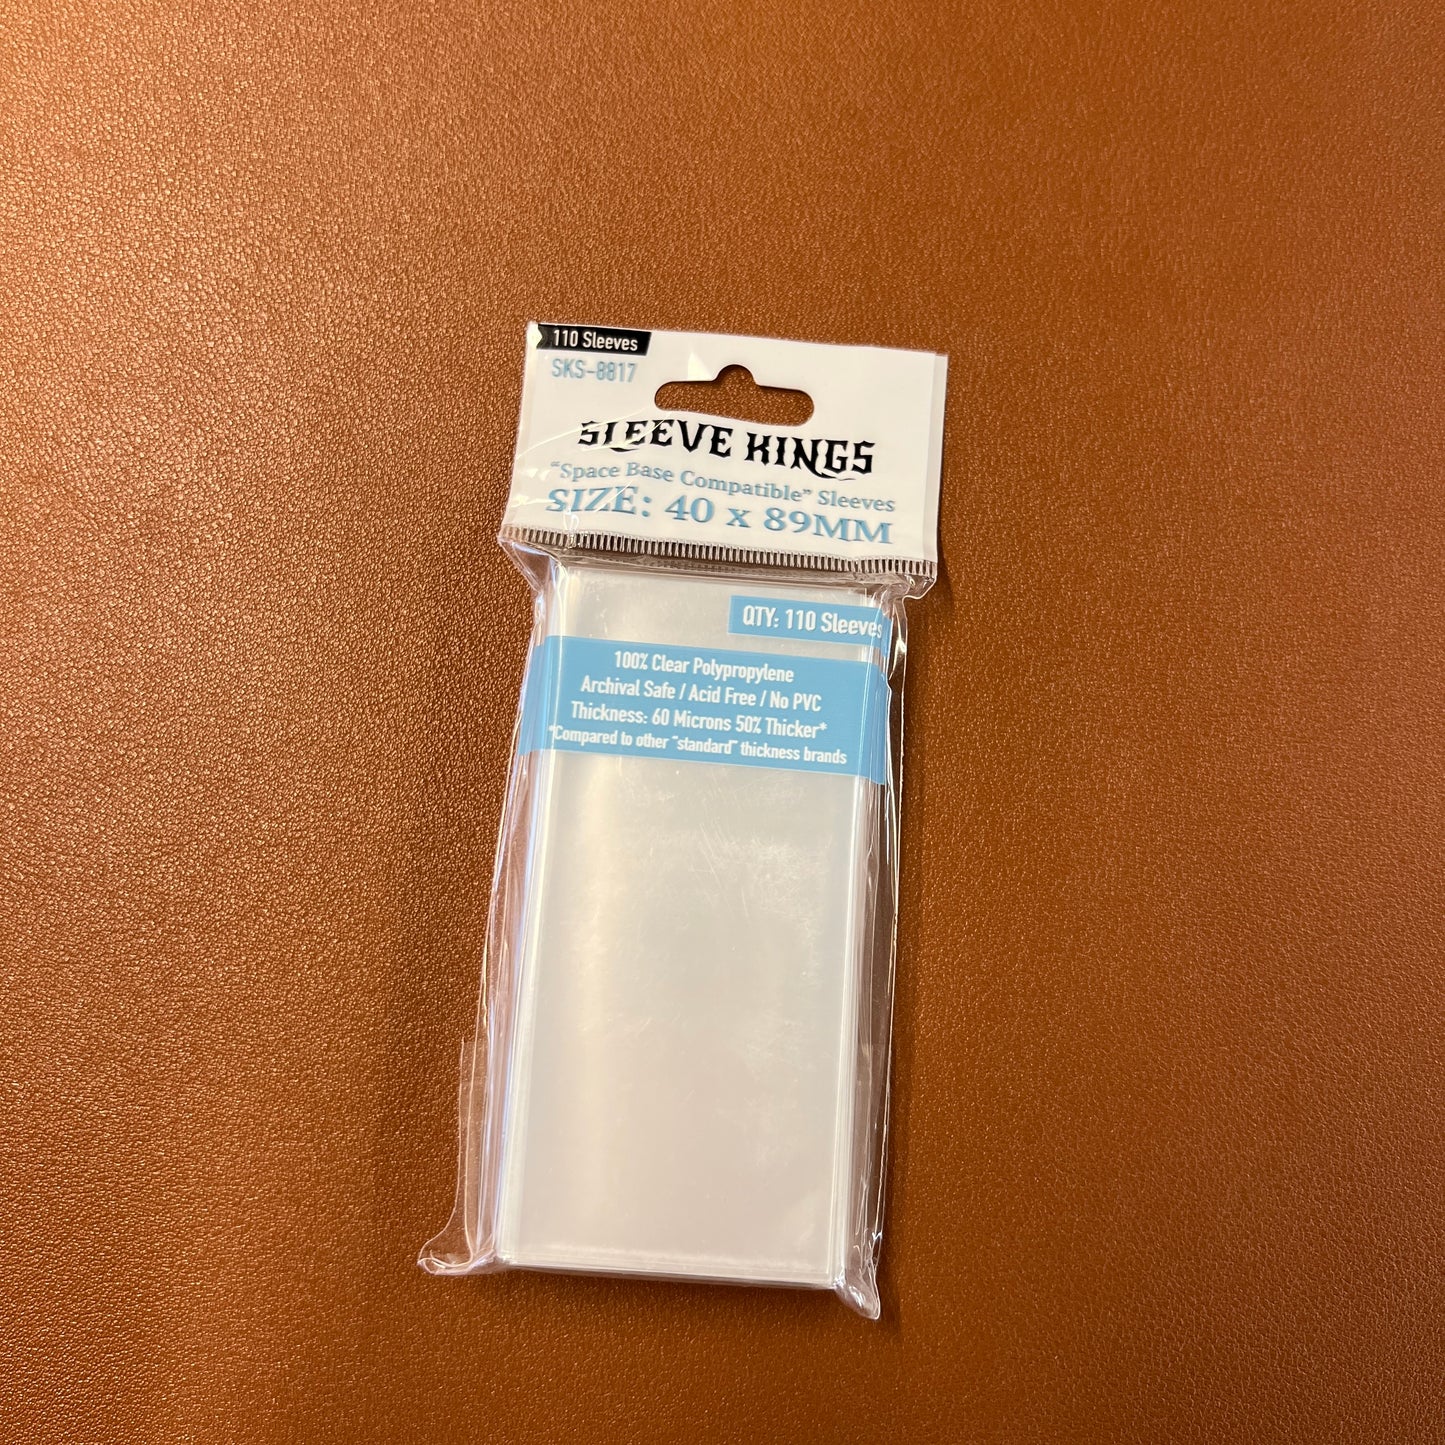 110 Sleeves
SKS-8817
SLEEVE KINGS
"Space Base Compatible" Sleeves
SIZE: 40 x 89MM
QTY: 110 Sleeves
100% Clear Polypropylene
Archival Safe / Acid Free / No PVC
Thickness: 60 Microns 50% Thicker*
*Compared to other "standard" thickness brands